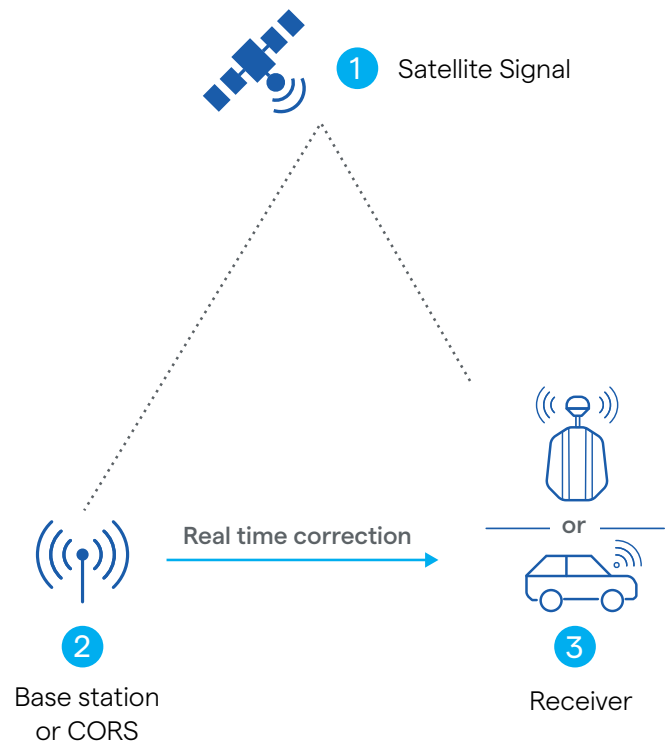 1 Satellite Signal
Real time correction
or
2
Base station
or CORS
3
Receiver